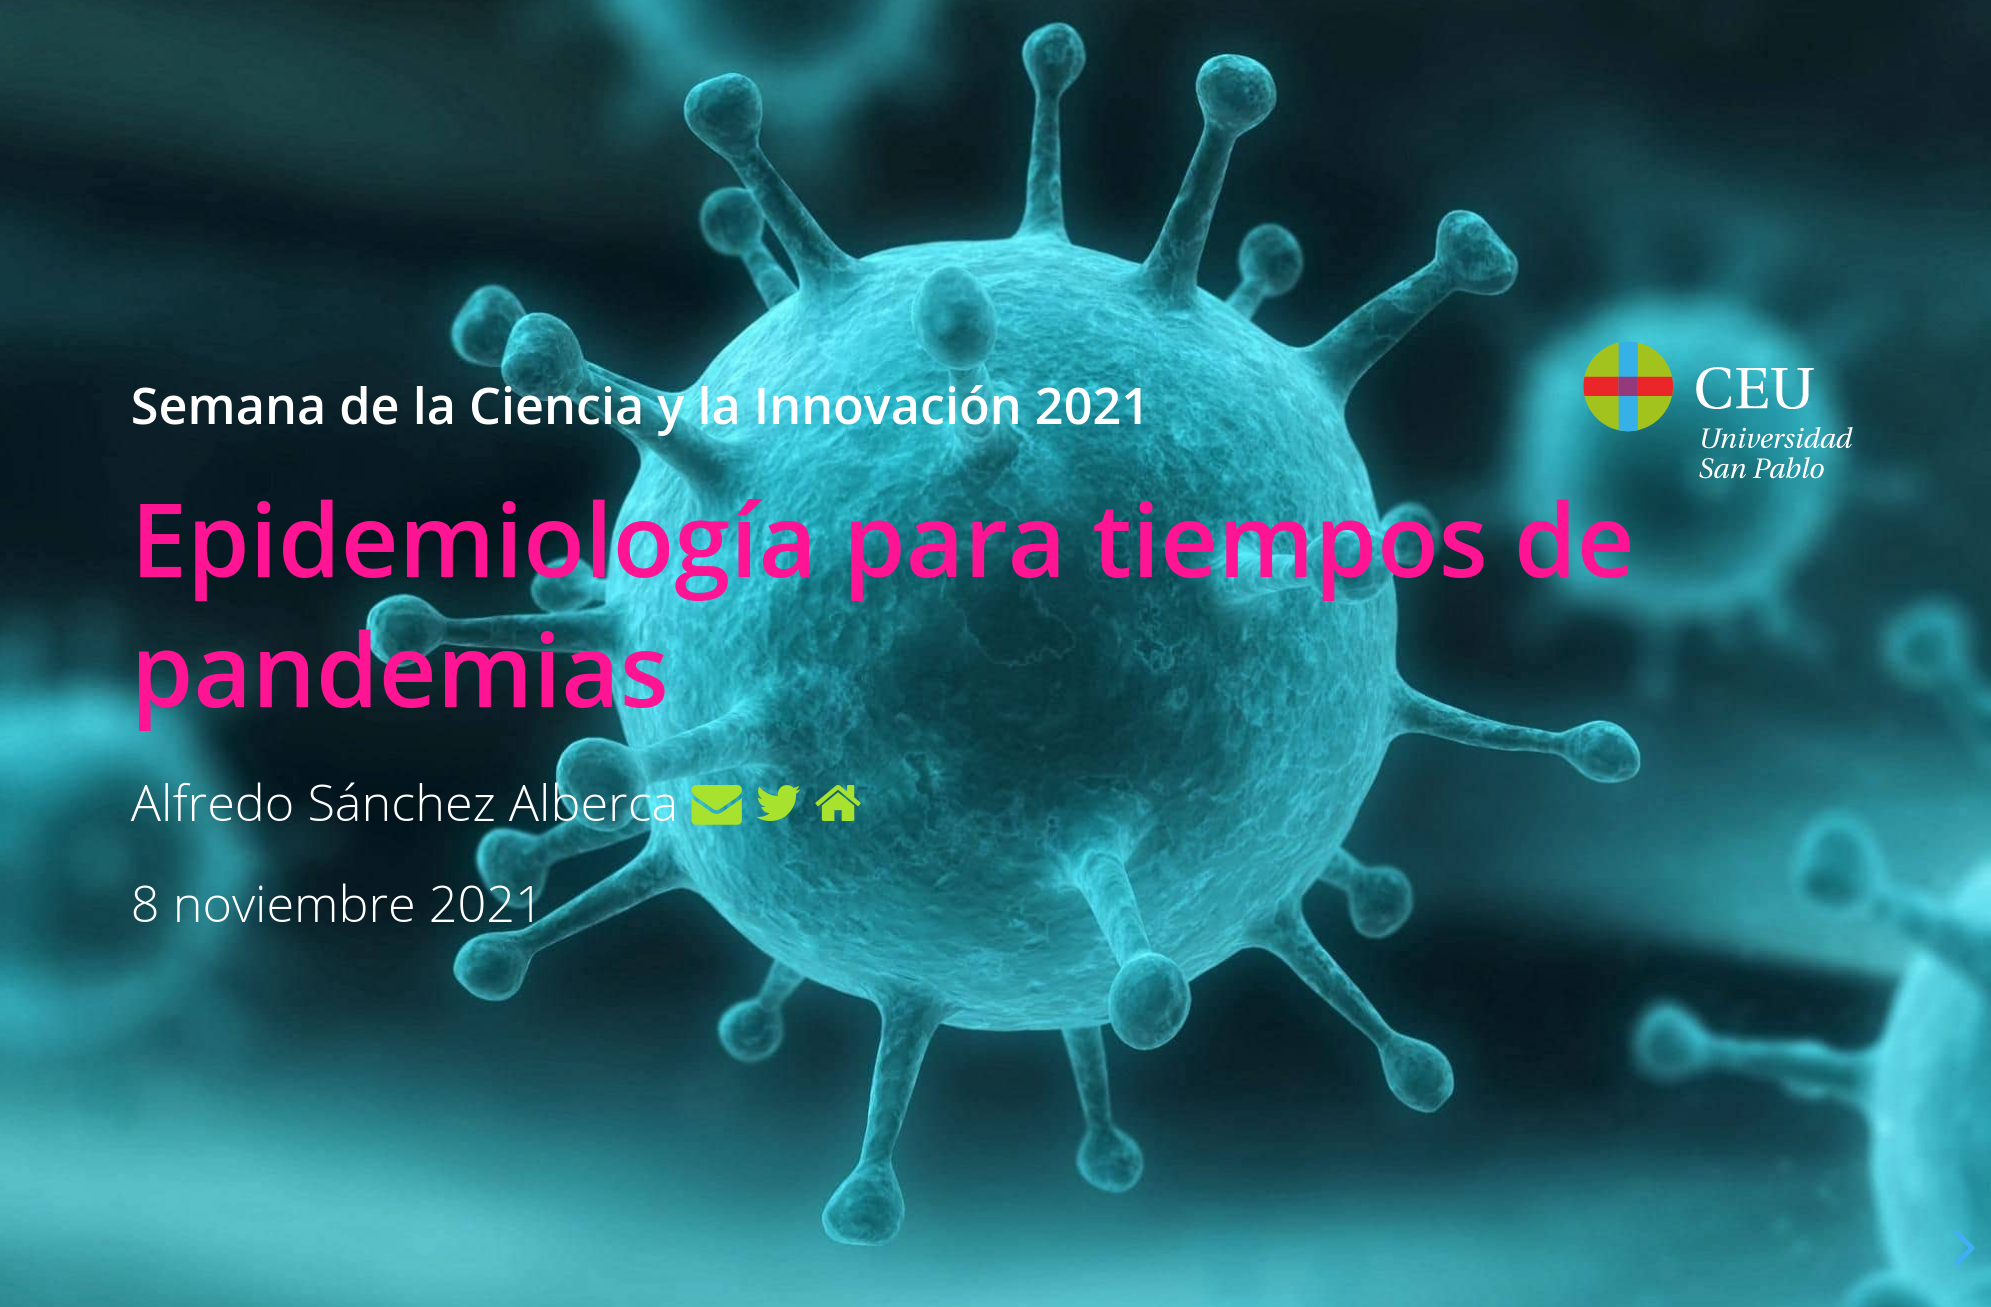 Semana de la Ciencia y la Innovación 2021
CEU
Universidad
San Pablo
Epidemiología para tiempos de
pandemias
Alfredo Sánchez Alberca
8 noviembre 2021